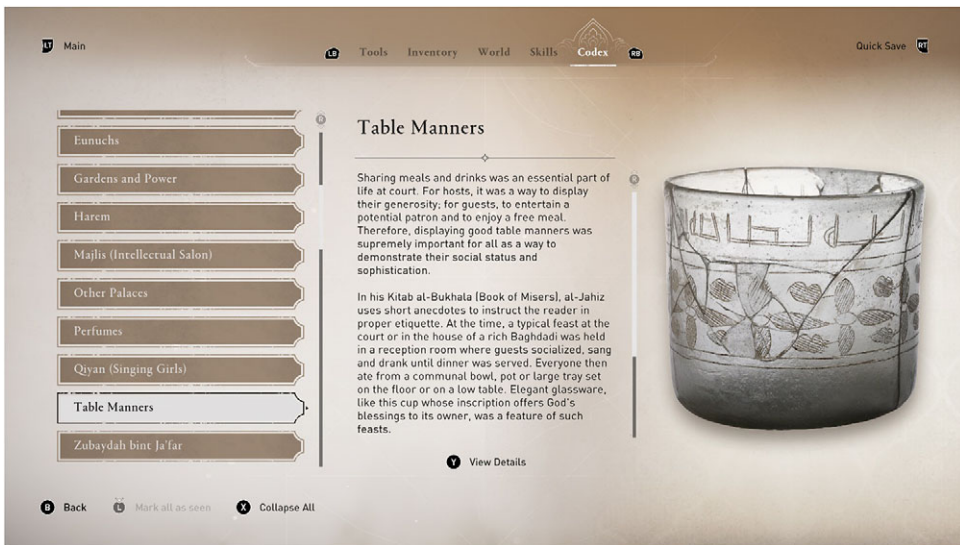 LT Main
LB Tools Inventory World Skills Codex RB
Quick Save RT
Eunuchs
Gardens and Power
Harem
Majlis (Intellectual Salon)
Other Palaces
Perfumes
Qiyan (Singing Girls)
Table Manners
Zubaydah bint Ja'far
Table Manners
Sharing meals and drinks was an essential part of
life at court. For hosts, it was a way to display
their generosity; for guests, to entertain a
potential patron and to enjoy a free meal.
Therefore, displaying good table manners was
supremely important for all as a way to
demonstrate their social status and
sophistication.
In his Kitab al-Bukhala (Book of Misers), al-Jahiz
uses short anecdotes to instruct the reader in
proper etiquette. At the time, a typical feast at the
court or in the house of a rich Baghdadi was held
in a reception room where guests socialized, sang
and drank until dinner was served. Everyone then
ate from a communal bowl, pot or large tray set
on the floor or on a low table. Elegant glassware,
like this cup whose inscription offers God's
blessings to its owner, was a feature of such
feasts.
Y View Details
B Back L Mark all as seen X Collapse All